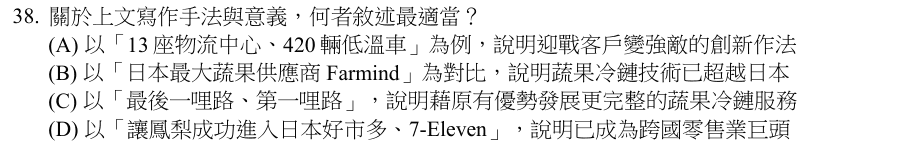 38. 關於上文寫作手法與意義，何者敘述最適當？
(A) 以「13 座物流中心、420 輛低溫車」為例，說明迎戰客戶變強敵的創新作法
(B) 以「日本最大蔬果供應商 Farmind」為對比，說明蔬果冷鏈技術已超越日本
(C) 以「最後一哩路、第一哩路」，說明藉原有優勢發展更完整的蔬果冷鏈服務
(D) 以「讓鳳梨成功進入日本好市多、7-Eleven」，說明已成為跨國零售業巨頭